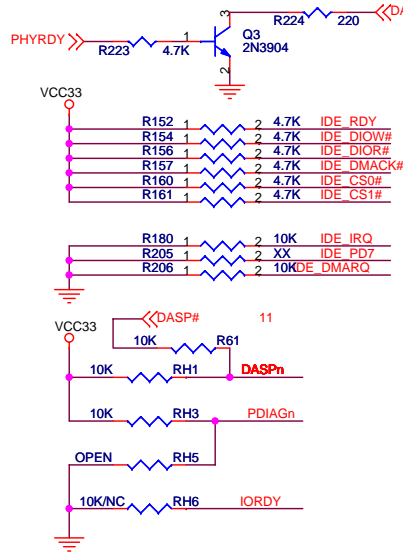 3 R224 220 DA
PHYRDY R223 4.7K 1 Q3
2N3904
2
VCC33
R152 1 2 4.7K IDE_RDY
R154 1 2 4.7K IDE_DIOW#
R156 1 2 4.7K IDE_DIOR#
R157 1 2 4.7K IDE_DMACK#
R160 1 2 4.7K IDE_CS0#
R161 1 2 4.7K IDE_CS1#
R180 1 2 10K IDE_IRQ
R205 1 2 XX IDE_PD7
R206 1 2 10K DE_DMARQ
DASP# 11
VCC33
10K R61
10K RH1 DASPn
10K RH3 PDIAGn
OPEN RH5
10K/NC RH6 IORDY